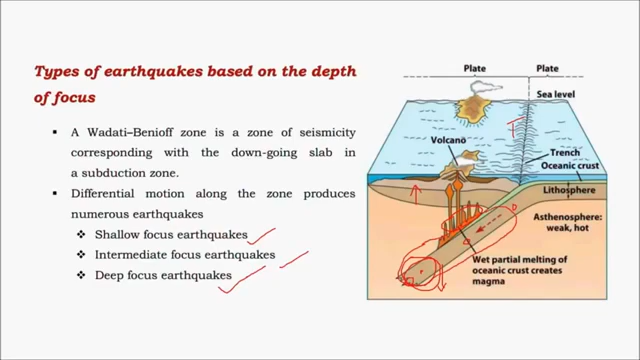 Types of earthquakes based on the depth
of focus
▪ A Wadati–Benioff zone is a zone of seismicity
corresponding with the down-going slab in
a subduction zone.
▪ Differential motion along the zone produces
numerous earthquakes
❖ Shallow focus earthquakes
❖ Intermediate focus earthquakes
❖ Deep focus earthquakes
Plate
Plate
Sea level
T
Volcano
Trench
Oceanic crust
Lithosphere
Asthenosphere:
weak, hot
Wet partial melting of
oceanic crust creates
magma